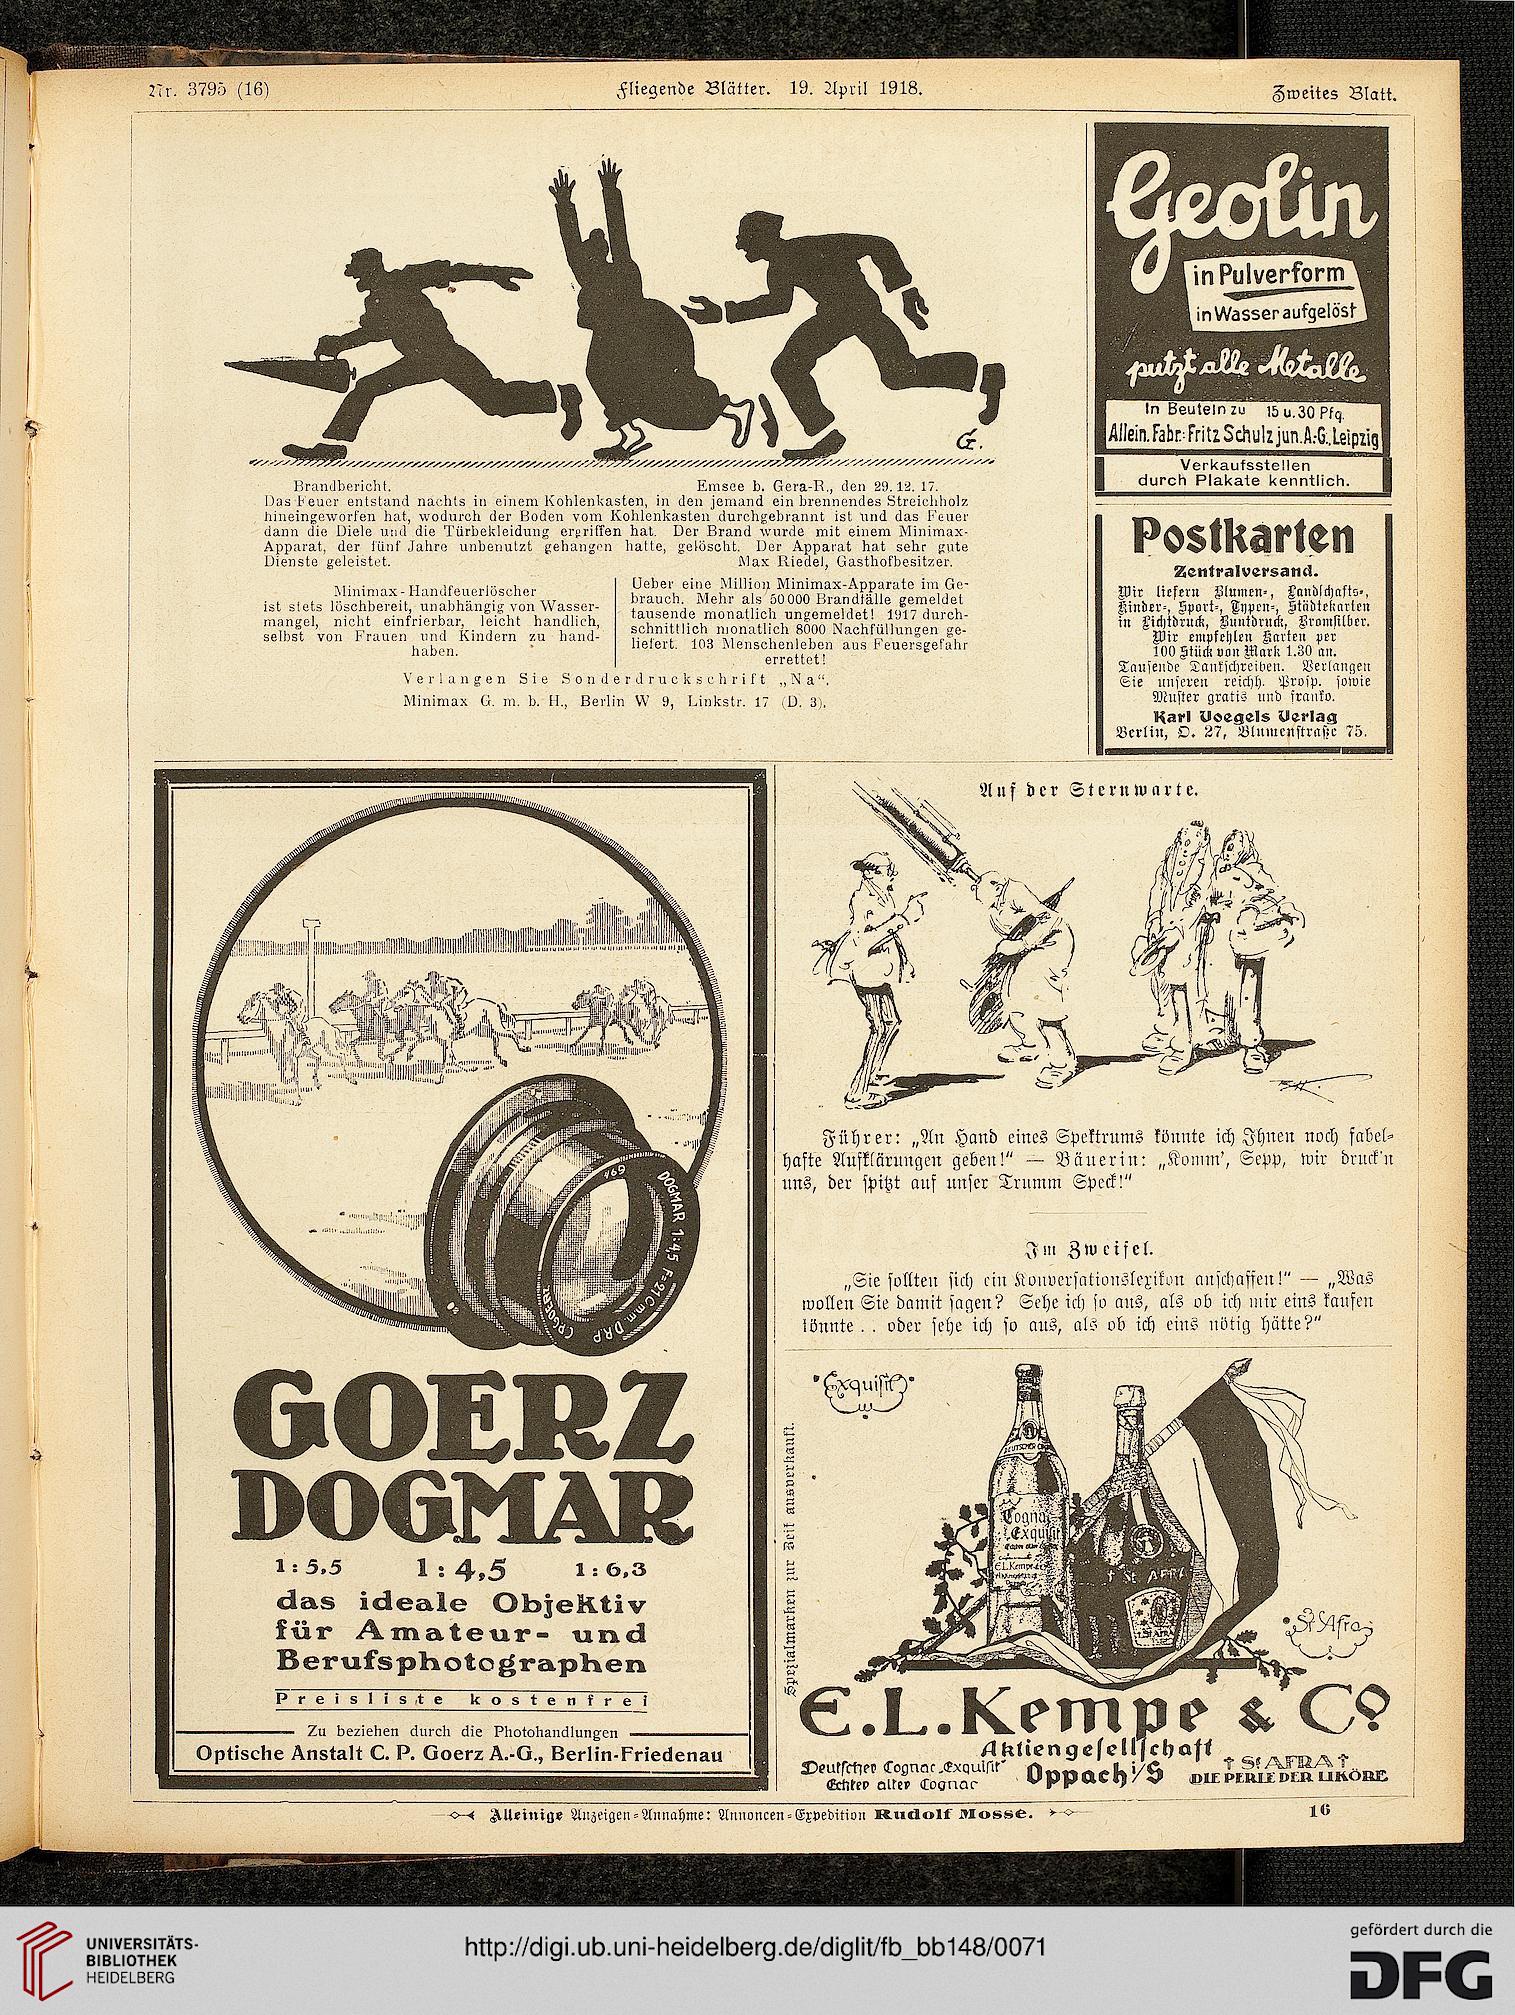 Nr. 3795 (16)
Fliegende Blätter. 19. April 1918.
Zweites Blatt.
G.
Brandbericht.
Emsee b. Gera-R., den 29. 12. 17.
Das Feuer entstand nachts in einem Kohlenkasten, in den jemand ein brennendes Streichholz
hineingeworfen hat, wodurch der Boden vom Kohlenkasten durchgebrannt ist und das Feuer
dann die Diele und die Türbekleidung ergriffen hat. Der Brand wurde mit einem Minimax-
Apparat, der fünf Jahre unbenutzt gehangen hatte, gelöscht. Der Apparat hat sehr gute
Dienste geleistet.
Max Riedel, Gasthofbesitzer.
Minimax-Handfeuerlöscher
ist stets löschbereit, unabhängig von Wasser-
mangel, nicht einfrierbar, leicht handlich,
selbst von Frauen und Kindern zu hand-
haben.
Ueber eine Million Minimax-Apparate im Ge-
brauch. Mehr als 50000 Brandfälle gemeldet
tausende monatlich ungemeldet! 1917 durch-
schnittlich monatlich 8000 Nachfüllungen ge-
liefert. 103 Menschenleben aus Feuersgefahr
errettet!
Verlangen Sie Sonderdruckschrift „Na“.
Minimax G. m. b. H., Berlin W 9, Linkstr. 17 (D. 3).
Geolin
in Pulverform
in Wasser aufgelöst
putzt alle Metalle
In Beuteln zu 15 u. 30 Pfg.
Allein. Fabr.: Fritz Schulz jun. A.-G., Leipzig
Verkaufsstellen
durch Plakate kenntlich.
Postkarten
Zentralversand.
Wir liefern Blumen-, Landschafts-,
Kinder-, Sport-, Typen-, Städtekarten
in Lichtdruck, Buntdruck, Bromsilber.
Wir empfehlen Karten per
100 Stück von Mark 1.30 an.
Tausende Dankschreiben. Verlangen
Sie unseren reichh. Prosp. sowie
Muster gratis und franko.
Karl Voegels Verlag
Berlin, O. 27, Blumenstraße 75.
DOGMAR 1:4,5 F=21cm. D.R.P.
C.P. GOERZ
GOERZ
DOGMAR
1:5,5 1:4,5 1:6,3
das ideale Objektiv
für Amateur- und
Berufsphotographen
Preisliste kostenfrei
Zu beziehen durch die Photohandlungen
Optische Anstalt C. P. Goerz A.-G., Berlin-Friedenau
Auf der Sternwarte.
Führer: „An Hand eines Spektrums könnte ich Ihnen noch fabel-
hafte Aufklärungen geben!“ — Bäuerin: „Komm', Sepp, wir druck'n
uns, der spitzt auf unser Trumm Speck!“
Im Zweifel.
„Sie sollten sich ein Konversationslexikon anschaffen!“ — „Was
wollen Sie damit sagen? Sehe ich so aus, als ob ich mir eins kaufen
könnte . . oder sehe ich so aus, als ob ich eins nötig hätte?“
Exquisit
Spezialmarken zur Zeit ausverkauft.
DEUTSCHER
Cognac
Exquisit
E.L. Kempe
St. AFRA
St. Afra
E. L. Kempe & Co
Aktiengesellschaft
Deutscher Cognac „Exquisit“
Echter alter Cognac
Oppach i/S
† St. AFRA †
DIE PERLE DER LIKÖRE
Alleinige Anzeigen-Annahme: Annoncen-Expedition Rudolf Mosse.
16
UNIVERSITÄTS-
BIBLIOTHEK
HEIDELBERG
http://digi.ub.uni-heidelberg.de/diglit/fb_bb148/0071
gefördert durch die
DFG